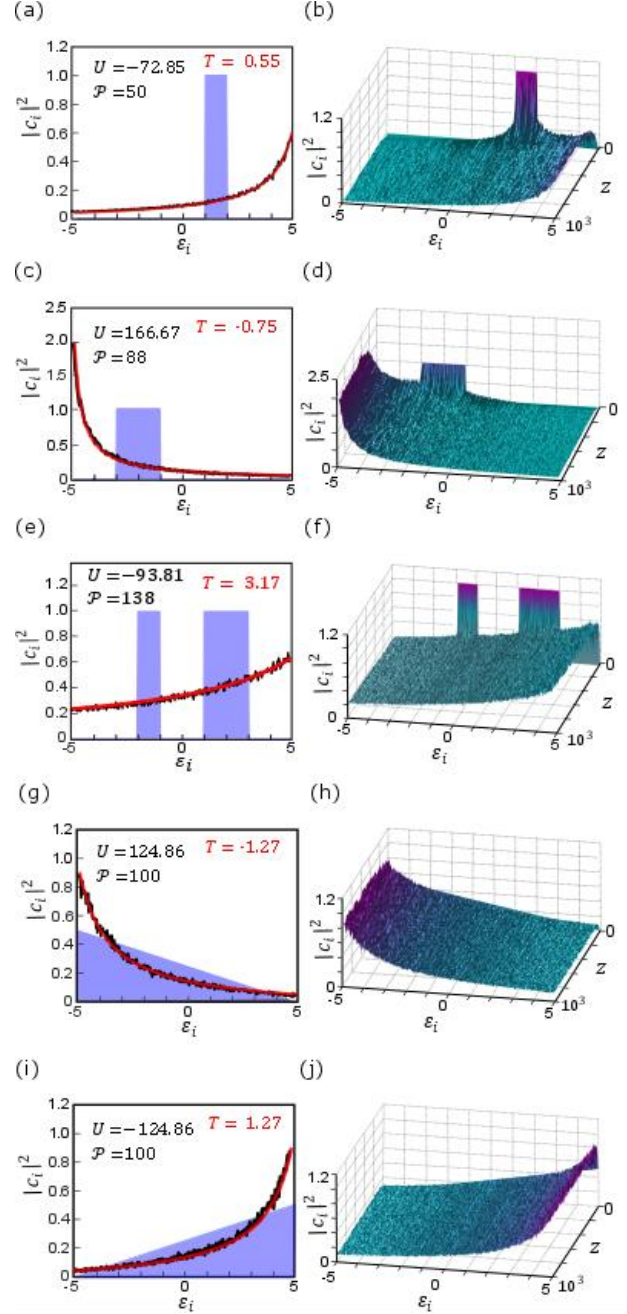 (a) (b)
U = -72.85 T = 0.55
𝒫 = 50
|c_i|^2
1.2
1.0
0.8
0.6
0.4
0.2
0
-5 0 5
ε_i
|c_i|^2
1.2
0
-5 0 5
ε_i
0
z
10^3
(c) (d)
U = 166.67 T = -0.75
𝒫 = 88
|c_i|^2
2.5
2.0
1.5
1.0
0.5
0
-5 0 5
ε_i
|c_i|^2
2.5
0
-5 0 5
ε_i
0
z
10^3
(e) (f)
U = -93.81 T = 3.17
𝒫 = 138
|c_i|^2
1.2
1.0
0.8
0.6
0.4
0.2
0
-5 0 5
ε_i
|c_i|^2
1.2
0
-5 0 5
ε_i
0
z
10^3
(g) (h)
U = 124.86 T = -1.27
𝒫 = 100
|c_i|^2
1.2
1.0
0.8
0.6
0.4
0.2
0
-5 0 5
ε_i
|c_i|^2
1.2
0
-5 0 5
ε_i
0
z
10^3
(i) (j)
U = -124.86 T = 1.27
𝒫 = 100
|c_i|^2
1.2
1.0
0.8
0.6
0.4
0.2
0
-5 0 5
ε_i
|c_i|^2
1.2
0
-5 0 5
ε_i
0
z
10^3